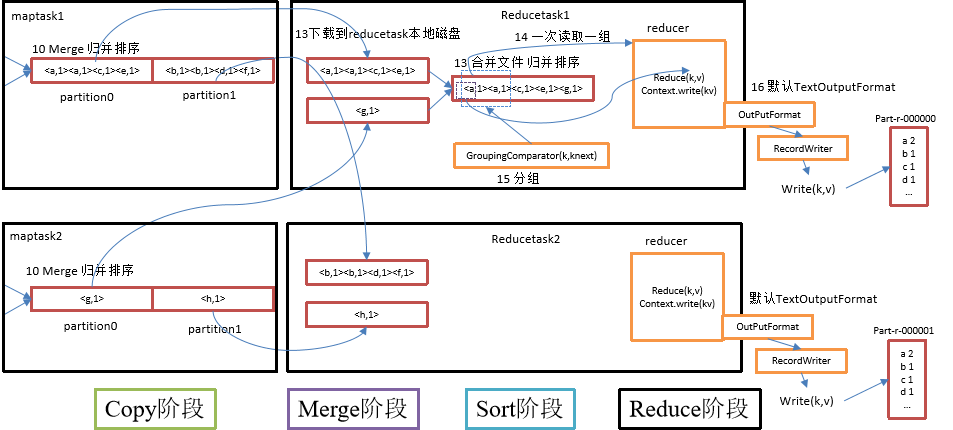 maptask1
10 Merge 归并排序
<a,1><a,1><c,1><e,1>
<b,1><b,1><d,1><f,1>
partition0
partition1
Reducetask1
13下载到reducetask本地磁盘
<a,1><a,1><c,1><e,1>
<g,1>
14 一次读取一组
13 合并文件 归并排序
<a,1><a,1><c,1><e,1><g,1>
GroupingComparator(k,knext)
15 分组
reducer
Reduce(k,v)
Context.write(kv)
16 默认TextOutputFormat
OutPutFormat
RecordWriter
Write(k,v)
Part-r-000000
a 2
b 1
c 1
d 1
...
maptask2
10 Merge 归并排序
<g,1>
<h,1>
partition0
partition1
Reducetask2
<b,1><b,1><d,1><f,1>
<h,1>
reducer
Reduce(k,v)
Context.write(kv)
默认TextOutputFormat
OutPutFormat
RecordWriter
Write(k,v)
Part-r-000001
a 2
b 1
c 1
d 1
...
Copy阶段
Merge阶段
Sort阶段
Reduce阶段